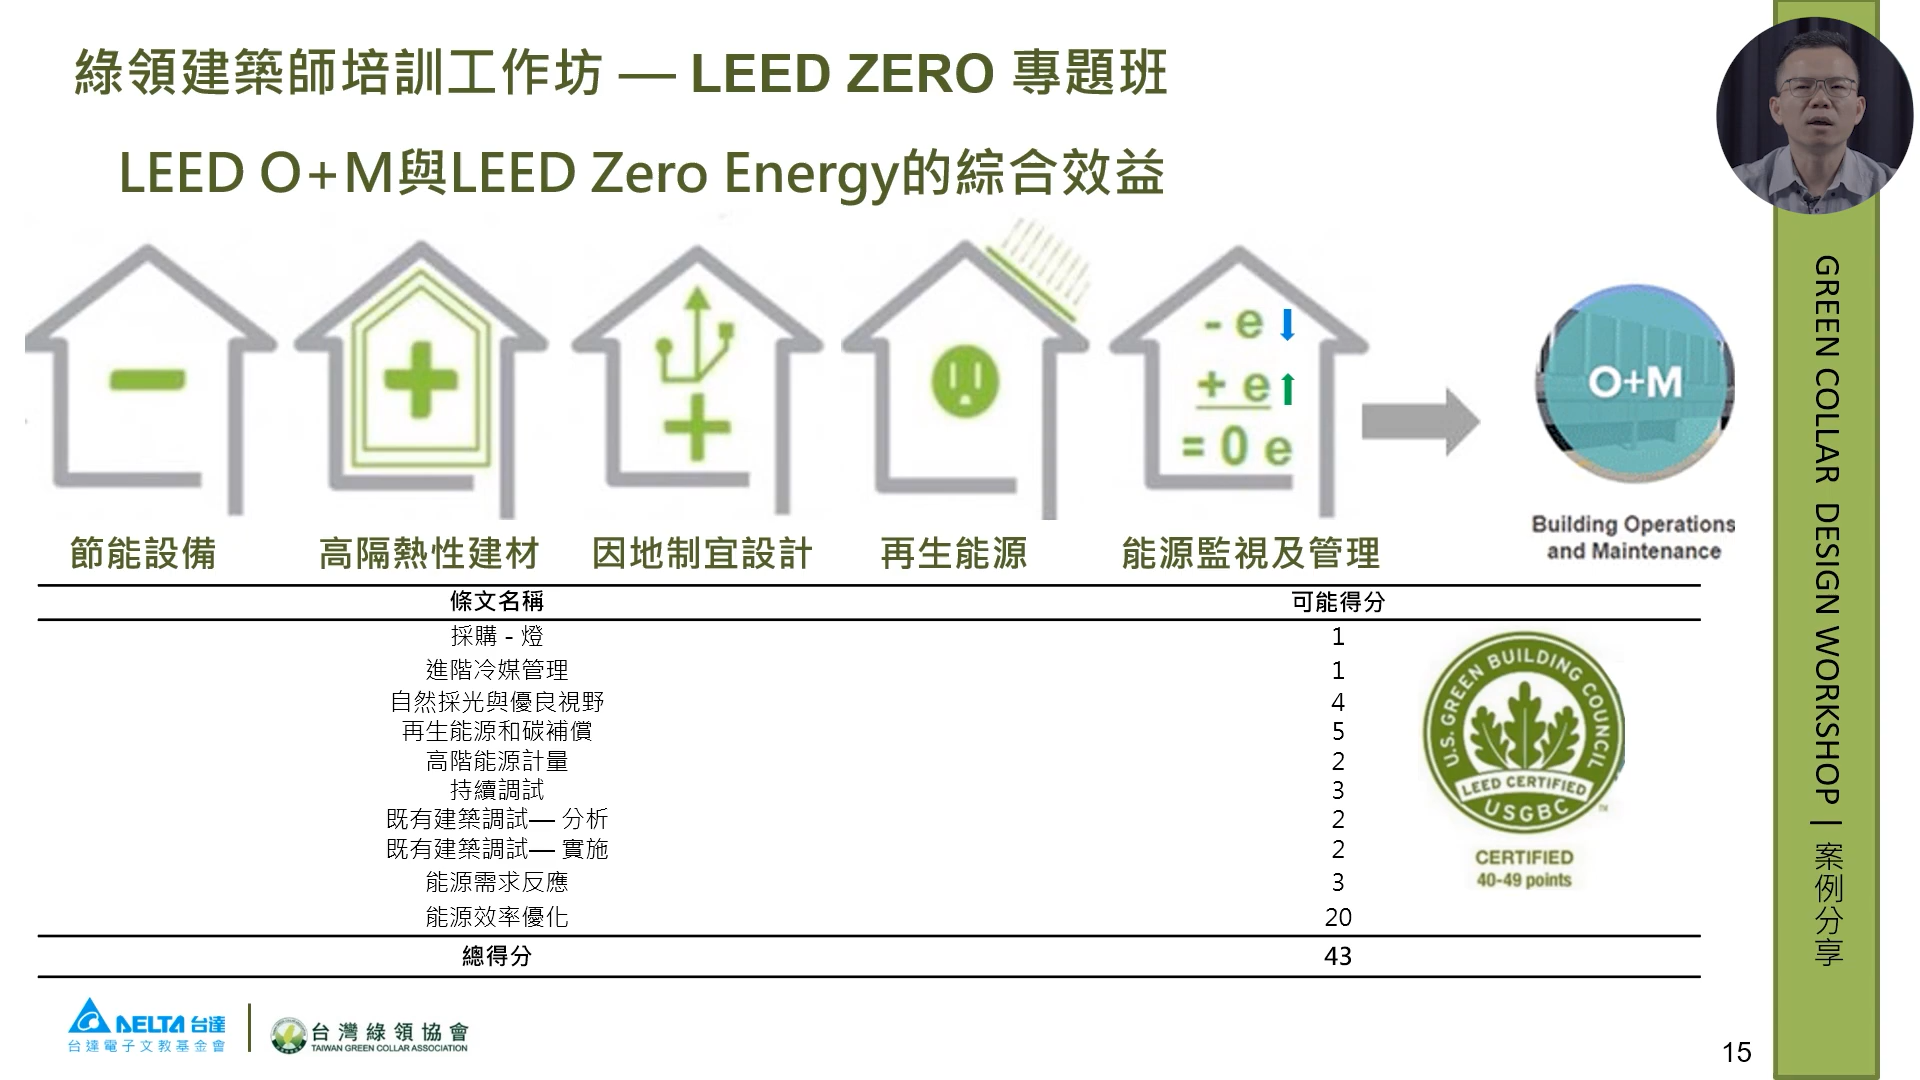 綠領建築師培訓工作坊 — LEED ZERO 專題班
LEED O+M與LEED Zero Energy的綜合效益
- e
+ e
= 0 e
O+M
Building Operations
and Maintenance
節能設備
高隔熱性建材
因地制宜設計
再生能源
能源監視及管理
條文名稱 可能得分
採購 - 燈 1
進階冷媒管理 1
自然採光與優良視野 4
再生能源和碳補償 5
高階能源計量 2
持續調試 3
既有建築調試— 分析 2
既有建築調試— 實施 2
能源需求反應 3
能源效率優化 20
總得分 43
U.S. GREEN BUILDING COUNCIL
LEED CERTIFIED
USGBC
CERTIFIED
40-49 points
GREEN COLLAR DESIGN WORKSHOP | 案例分享
DELTA 台達
台達電子文教基金會
台灣綠領協會
TAIWAN GREEN COLLAR ASSOCIATION
15